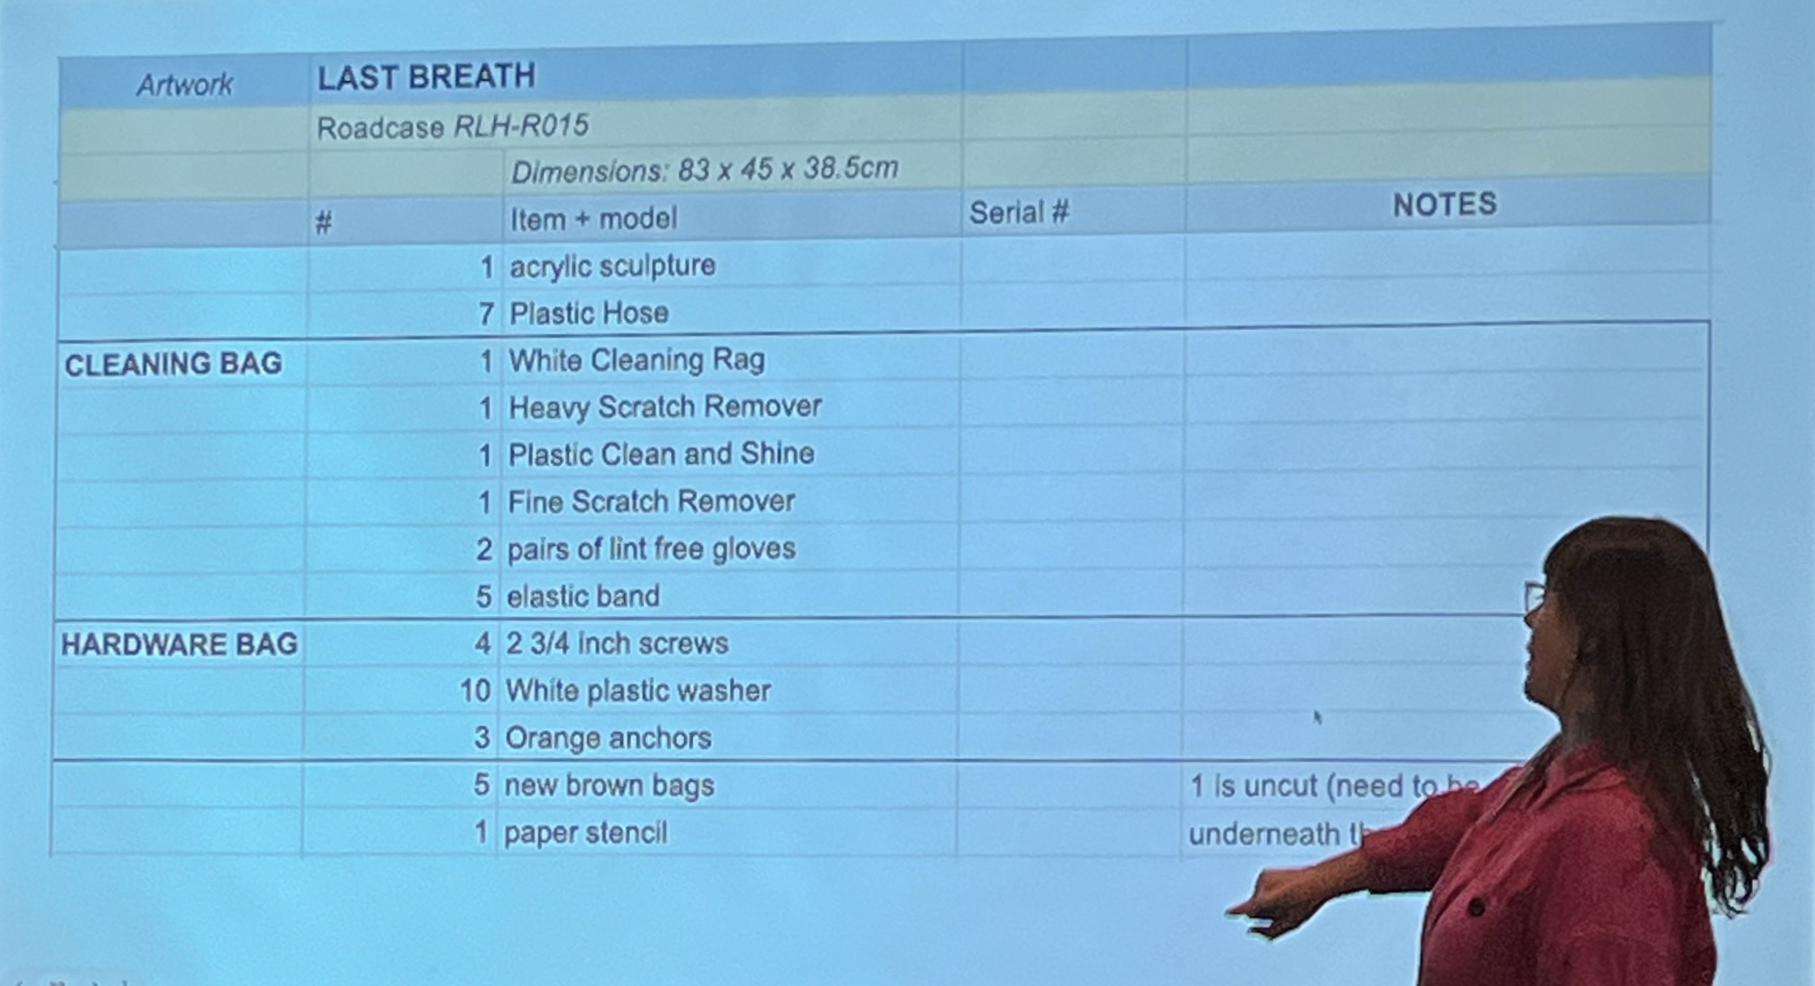 Artwork LAST BREATH
Roadcase RLH-R015
Dimensions: 83 x 45 x 38.5cm
# Item + model Serial # NOTES
1 acrylic sculpture
7 Plastic Hose
CLEANING BAG 1 White Cleaning Rag
1 Heavy Scratch Remover
1 Plastic Clean and Shine
1 Fine Scratch Remover
2 pairs of lint free gloves
5 elastic band
HARDWARE BAG 4 2 3/4 inch screws
10 White plastic washer
3 Orange anchors
5 new brown bags 1 is uncut (need to be
1 paper stencil underneath